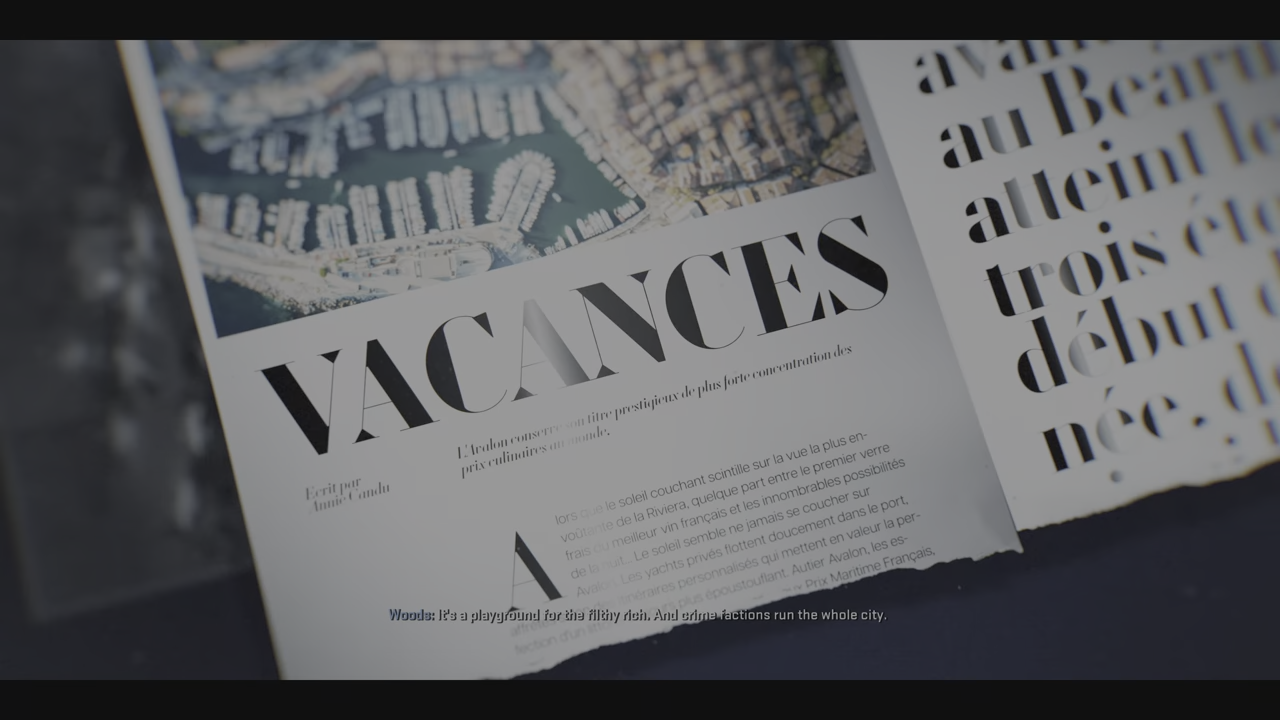 VACANCES
L'Avalon conserve son titre prestigieux de plus forte concentration des
prix culinaires au monde.
Ecrit par
Annie Candu
A
lors que le soleil couchant scintille sur la vue la plus en-
voûtante de la Riviera, quelque part entre le premier verre
frais du meilleur vin français et les innombrables possibilités
de la nuit... Le soleil semble ne jamais se coucher sur
Avalon. Les yachts privés flottent doucement dans le port,
itinéraires personnalisés qui mettent en valeur la per-
plus époustouflant. Autier Avalon, les es-
Prix Maritime Français,
au
atteint
trois
début
née, d
Woods: It's a playground for the filthy rich. And crime factions run the whole city.